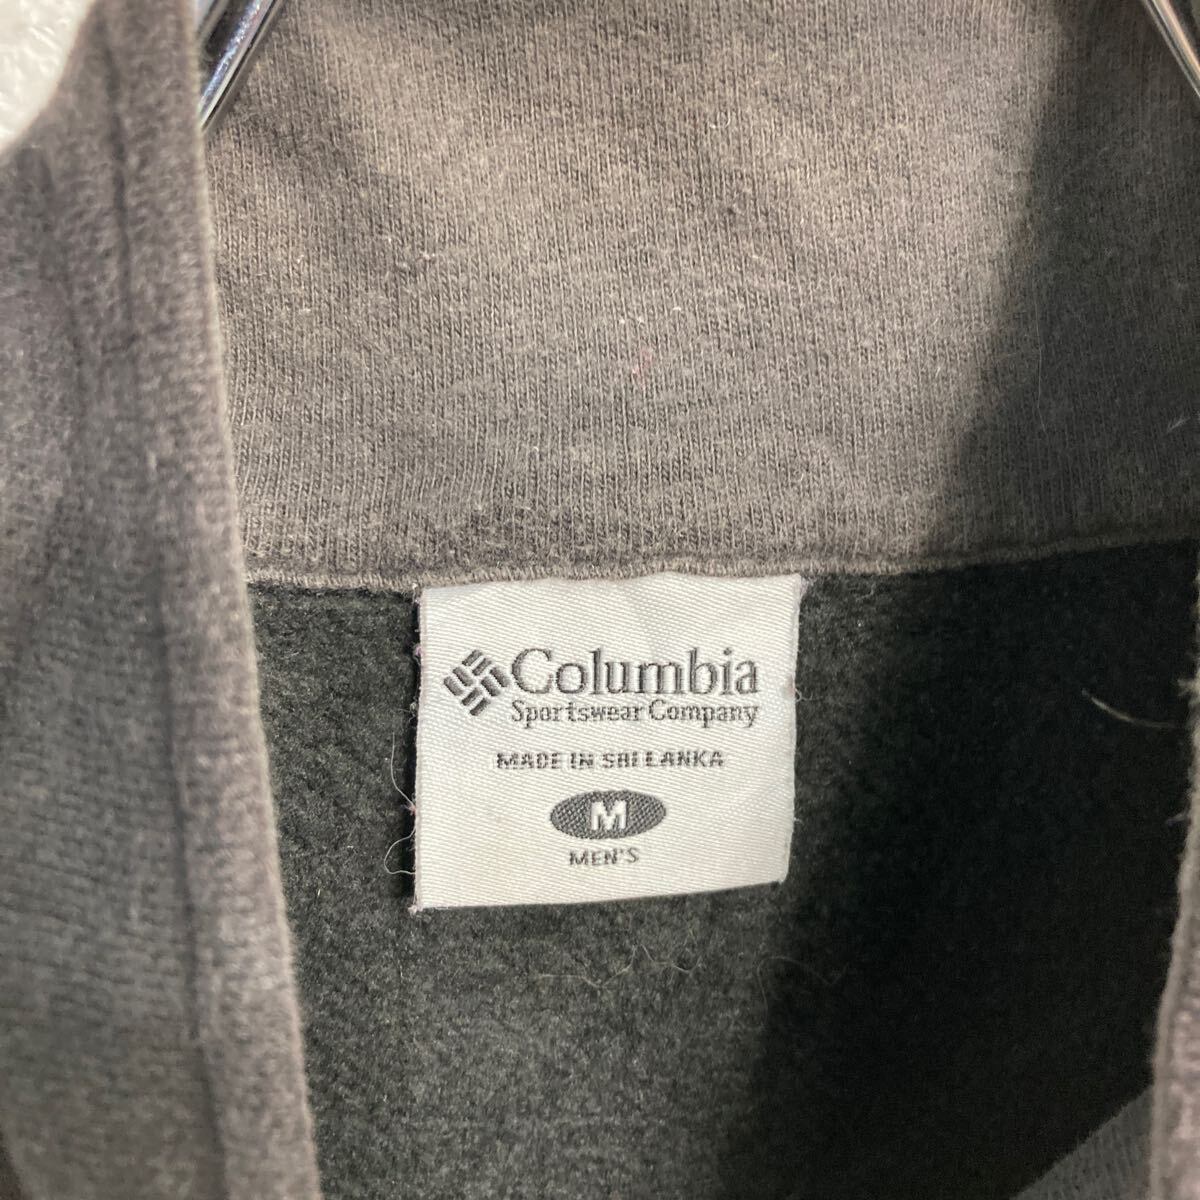 Columbia
Sportswear Company
MADE IN SRI LANKA
M
MEN'S